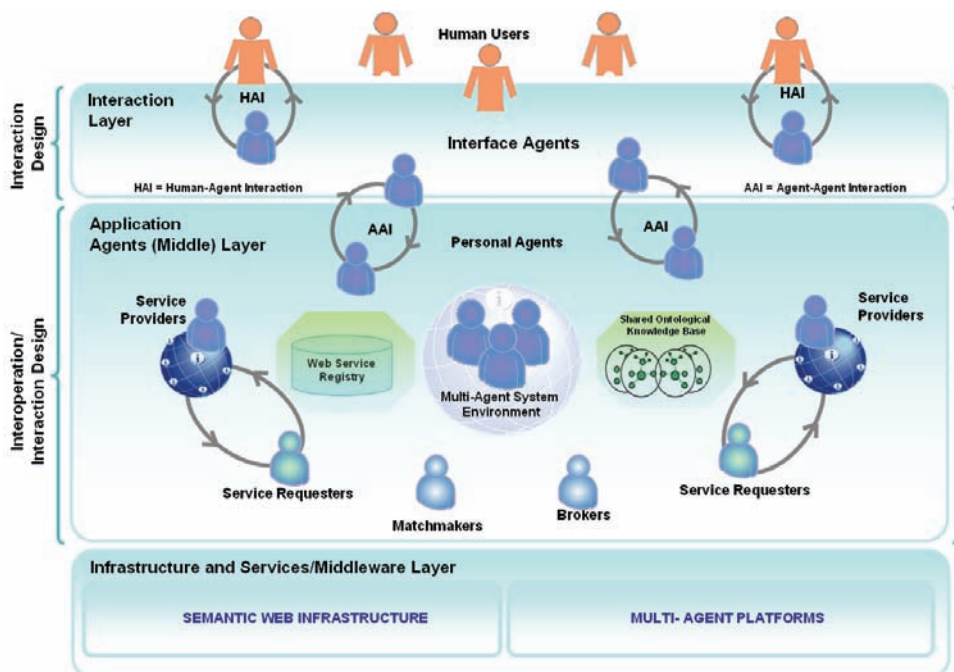 Human Users
Interaction Design
Interaction
Layer
HAI
HAI
Interface Agents
HAI = Human-Agent Interaction
AAI = Agent-Agent Interaction
Interoperation/
Interaction Design
Application
Agents (Middle) Layer
AAI
Personal Agents
AAI
Service
Providers
Web Service
Registry
i
Multi-Agent System
Environment
Shared Ontological
Knowledge Base
Service
Providers
i
i
Service Requesters
Matchmakers
Brokers
Service Requesters
Infrastructure and Services/Middleware Layer
SEMANTIC WEB INFRASTRUCTURE
MULTI- AGENT PLATFORMS